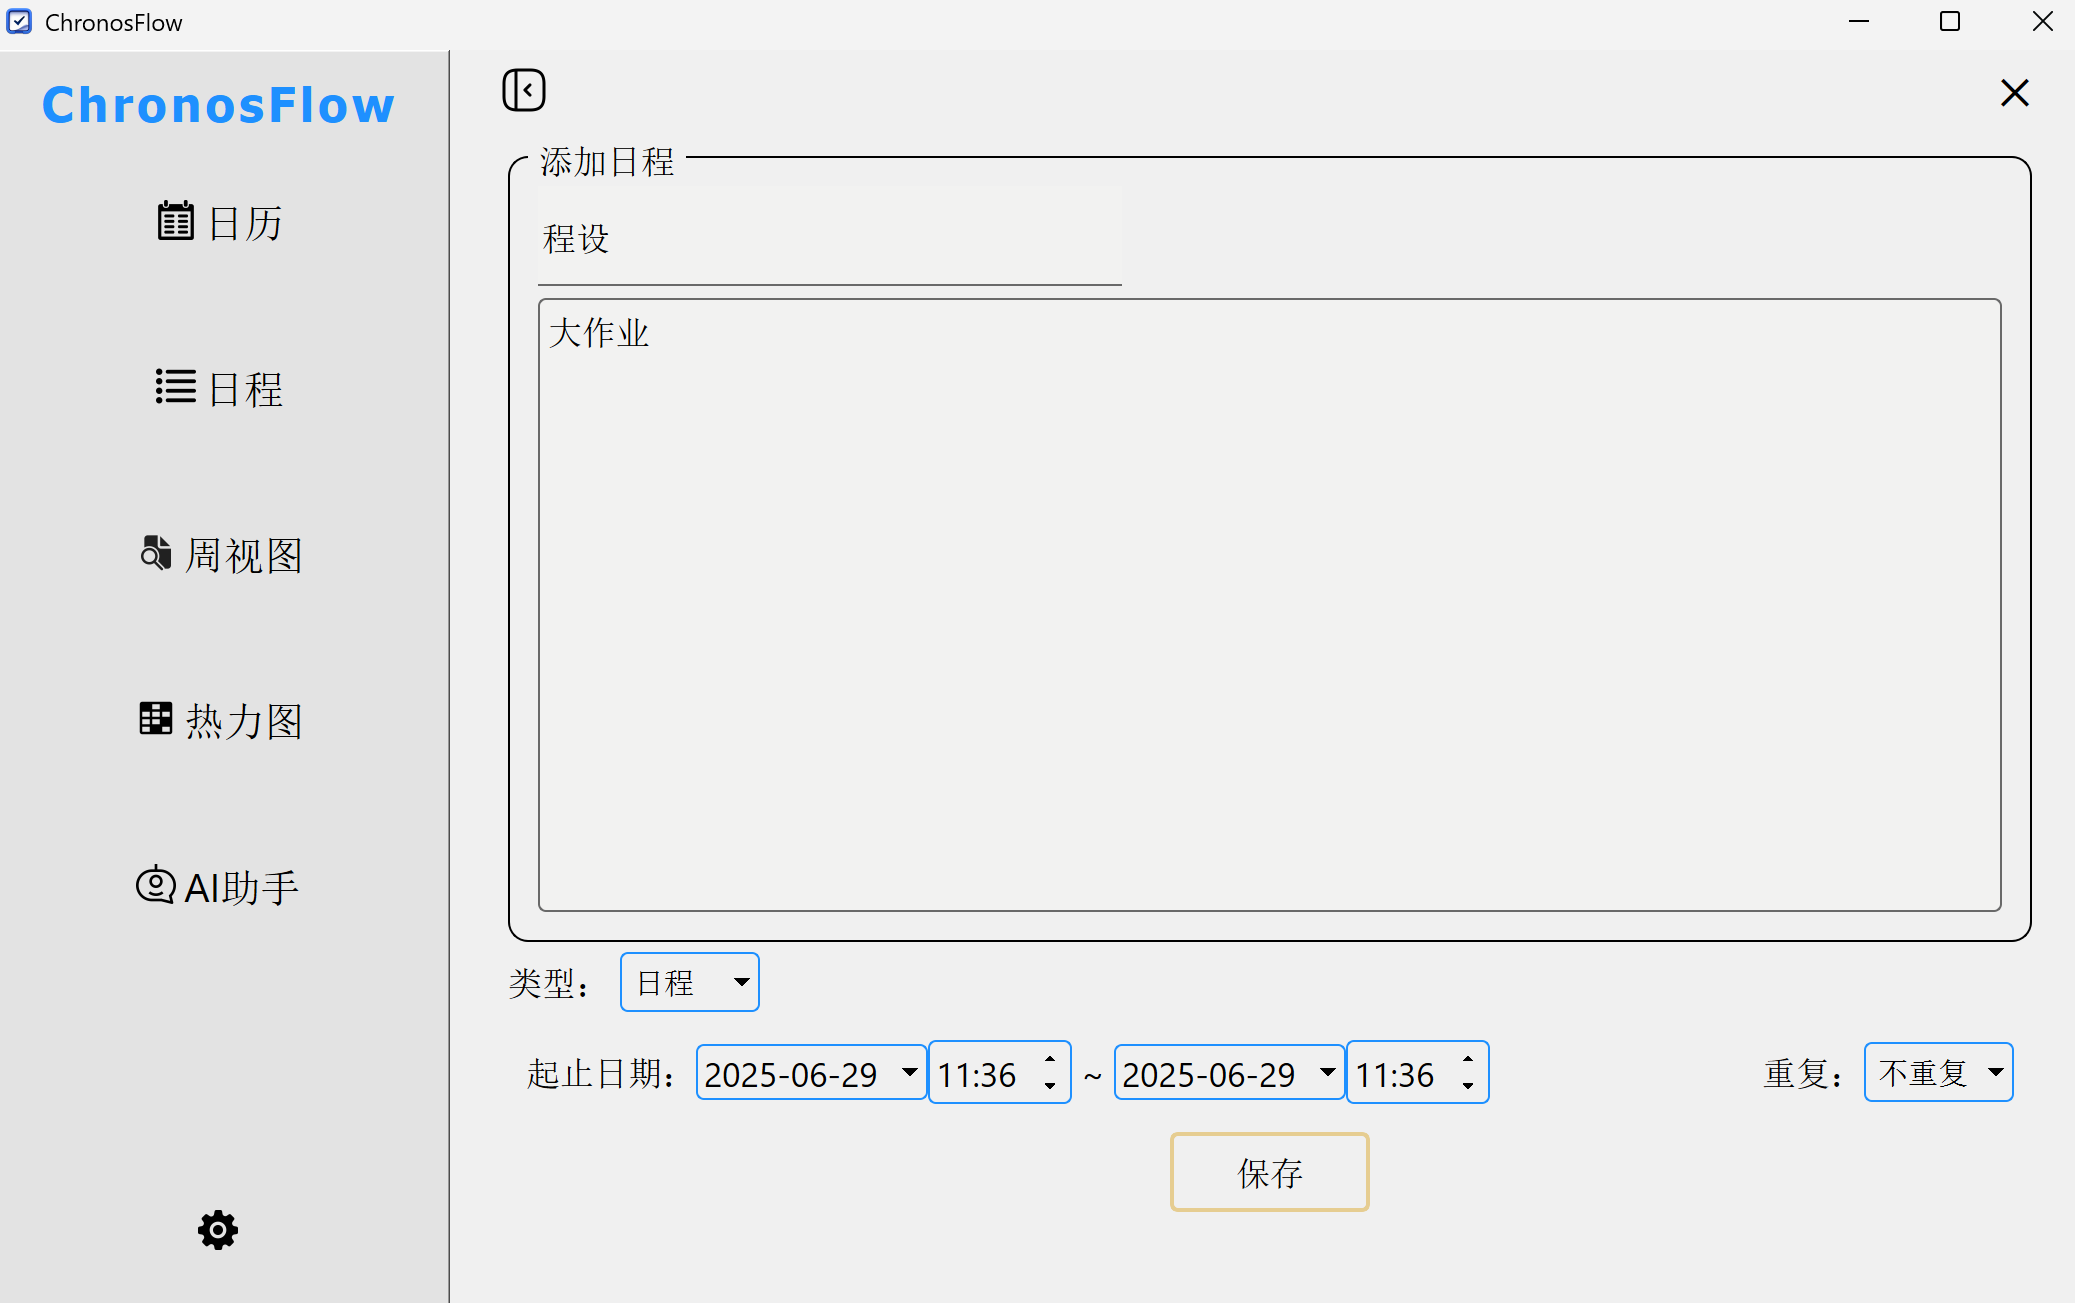 ChronosFlow
ChronosFlow
日历
日程
周视图
热力图
AI助手
添加日程
程设
大作业
类型： 日程
起止日期： 2025-06-29 11:36 ~ 2025-06-29 11:36 重复： 不重复
保存